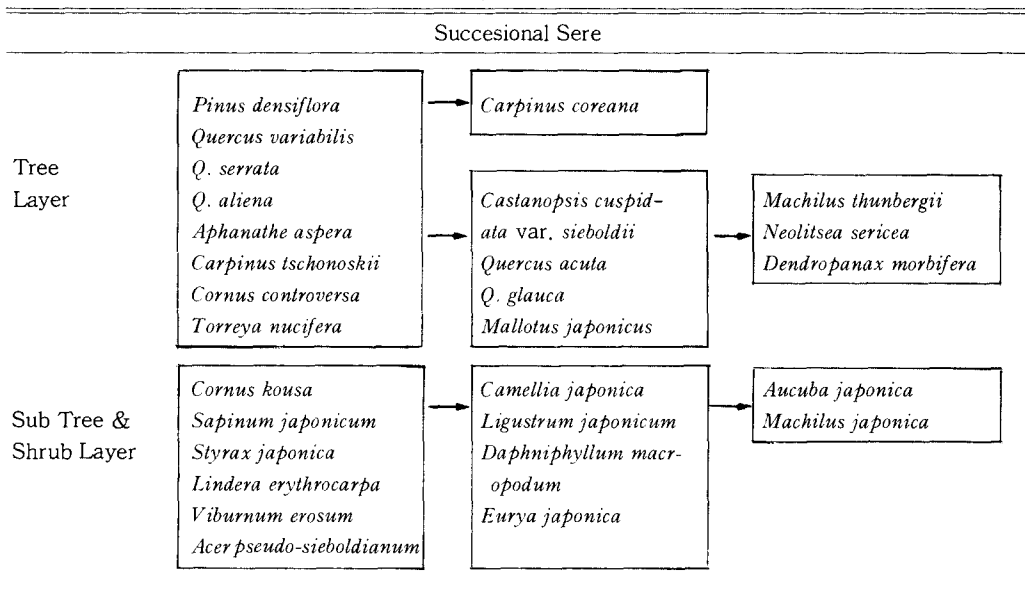 Succesional Sere
Tree
Layer
Pinus densiflora
Quercus variabilis
Q. serrata
Q. aliena
Aphanathe aspera
Carpinus tschonoskii
Cornus controversa
Torreya nucifera
Carpinus coreana
Castanopsis cuspid-
ata var. sieboldii
Quercus acuta
Q. glauca
Mallotus japonicus
Machilus thunbergii
Neolitsea sericea
Dendropanax morbifera
Sub Tree &
Shrub Layer
Cornus kousa
Sapinum japonicum
Styrax japonica
Lindera erythrocarpa
Viburnum erosum
Acer pseudo-sieboldianum
Camellia japonica
Ligustrum japonicum
Daphniphyllum macr-
opodum
Eurya japonica
Aucuba japonica
Machilus japonica